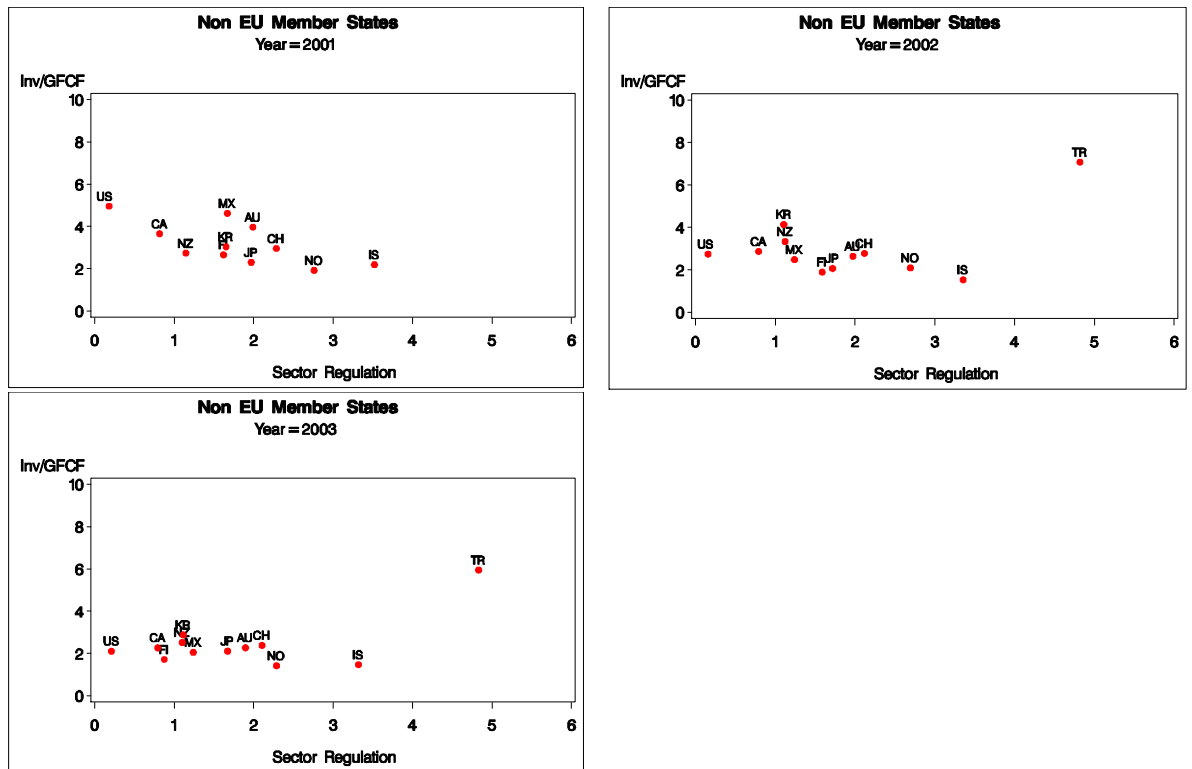 Non EU Member States
Year=2001
Inv/GFCF
10
8
6
4
2
0
US
MX
AU
CA
KR
NZ
FI
CH
JP
NO
IS
0 1 2 3 4 5 6
Sector Regulation
Non EU Member States
Year=2002
Inv/GFCF
10
8
6
4
2
0
TR
KR
NZ
US
CA
MX
AU
CH
FI
JP
NO
IS
0 1 2 3 4 5 6
Sector Regulation
Non EU Member States
Year=2003
Inv/GFCF
10
8
6
4
2
0
TR
KR
NZ
US
CA
FI
MX
JP
AU
CH
NO
IS
0 1 2 3 4 5 6
Sector Regulation